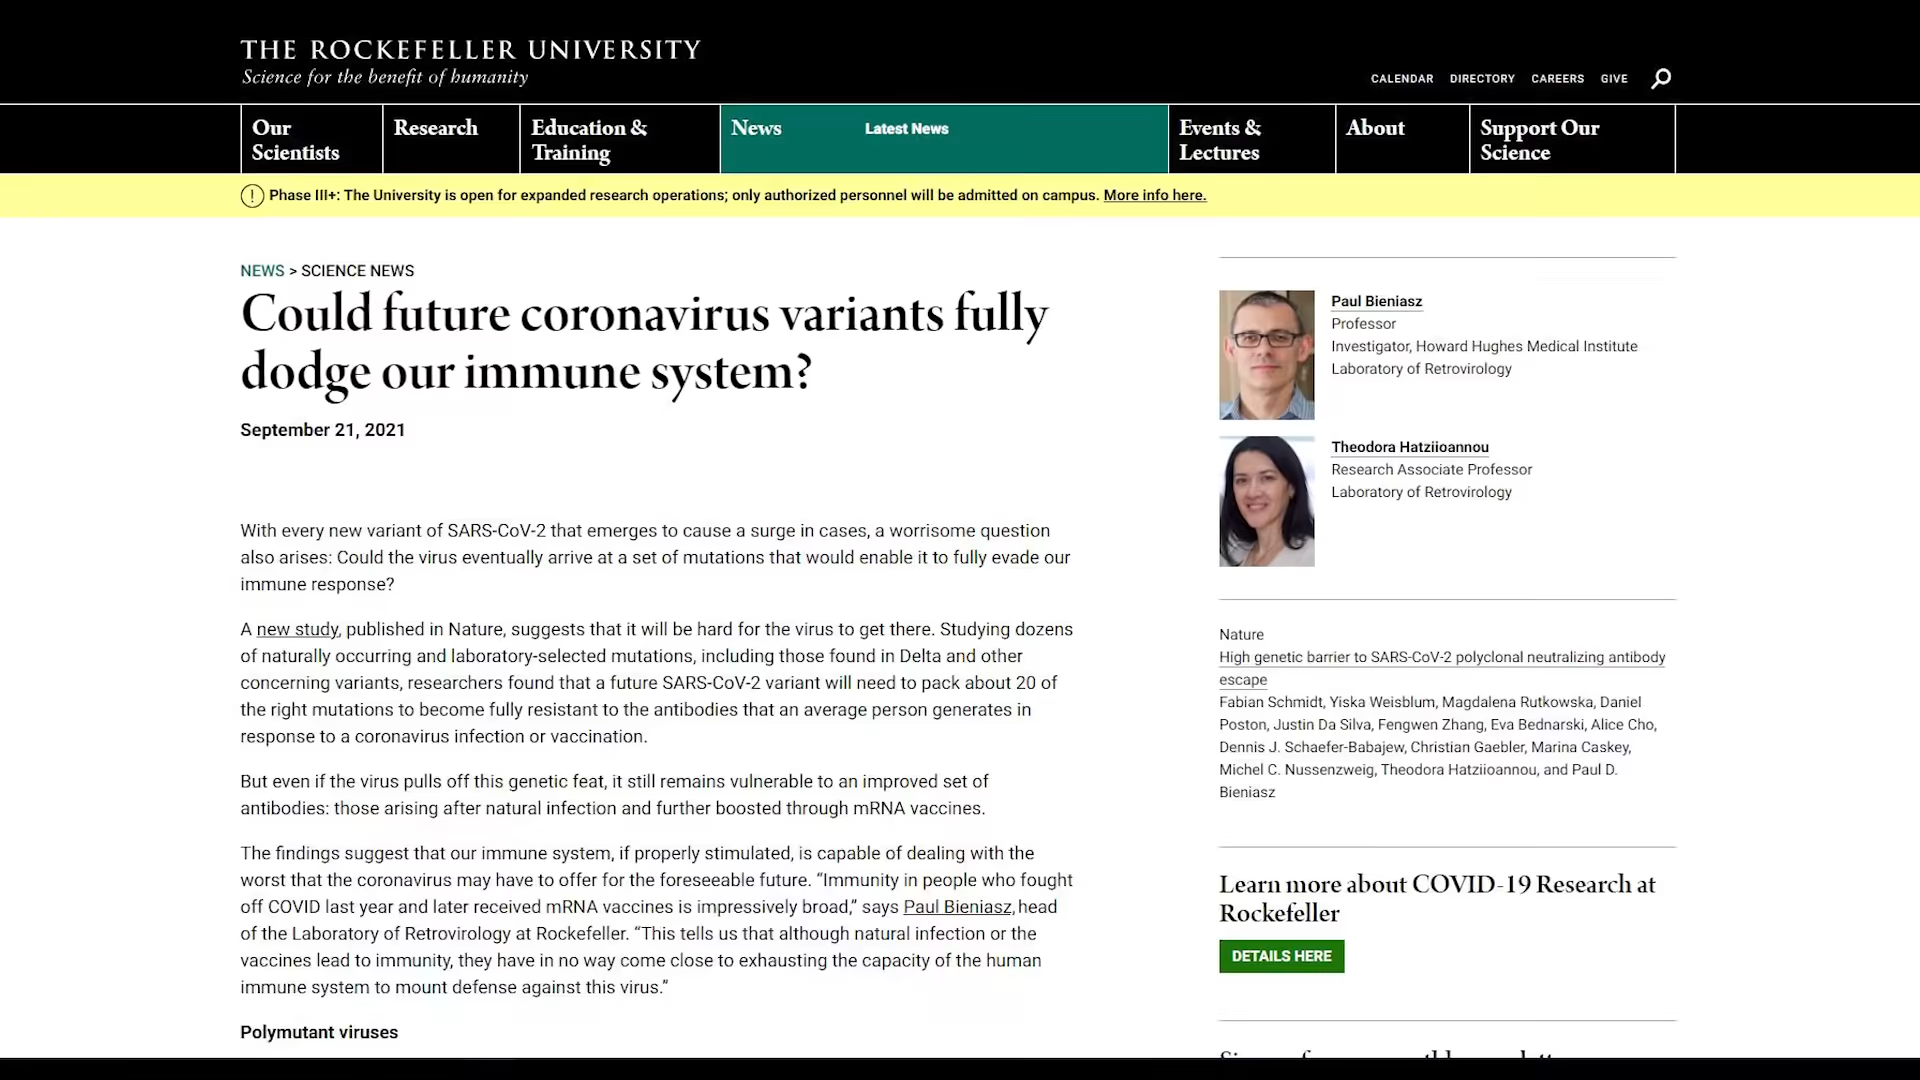 THE ROCKEFELLER UNIVERSITY
Science for the benefit of humanity
CALENDAR DIRECTORY CAREERS GIVE
Our
Scientists
Research
Education &
Training
News
Latest News
Events &
Lectures
About
Support Our
Science
Phase III+: The University is open for expanded research operations; only authorized personnel will be admitted on campus. More info here.
NEWS > SCIENCE NEWS
Could future coronavirus variants fully
dodge our immune system?
September 21, 2021
With every new variant of SARS-CoV-2 that emerges to cause a surge in cases, a worrisome question
also arises: Could the virus eventually arrive at a set of mutations that would enable it to fully evade our
immune response?
A new study, published in Nature, suggests that it will be hard for the virus to get there. Studying dozens
of naturally occurring and laboratory-selected mutations, including those found in Delta and other
concerning variants, researchers found that a future SARS-CoV-2 variant will need to pack about 20 of
the right mutations to become fully resistant to the antibodies that an average person generates in
response to a coronavirus infection or vaccination.
But even if the virus pulls off this genetic feat, it still remains vulnerable to an improved set of
antibodies: those arising after natural infection and further boosted through mRNA vaccines.
The findings suggest that our immune system, if properly stimulated, is capable of dealing with the
worst that the coronavirus may have to offer for the foreseeable future. “Immunity in people who fought
off COVID last year and later received mRNA vaccines is impressively broad,” says Paul Bieniasz, head
of the Laboratory of Retrovirology at Rockefeller. “This tells us that although natural infection or the
vaccines lead to immunity, they have in no way come close to exhausting the capacity of the human
immune system to mount defense against this virus.”
Polymutant viruses
Paul Bieniasz
Professor
Investigator, Howard Hughes Medical Institute
Laboratory of Retrovirology
Theodora Hatziioannou
Research Associate Professor
Laboratory of Retrovirology
Nature
High genetic barrier to SARS-CoV-2 polyclonal neutralizing antibody
escape
Fabian Schmidt, Yiska Weisblum, Magdalena Rutkowska, Daniel
Poston, Justin Da Silva, Fengwen Zhang, Eva Bednarski, Alice Cho,
Dennis J. Schaefer-Babajew, Christian Gaebler, Marina Caskey,
Michel C. Nussenzweig, Theodora Hatziioannou, and Paul D.
Bieniasz
Learn more about COVID-19 Research at
Rockefeller
DETAILS HERE